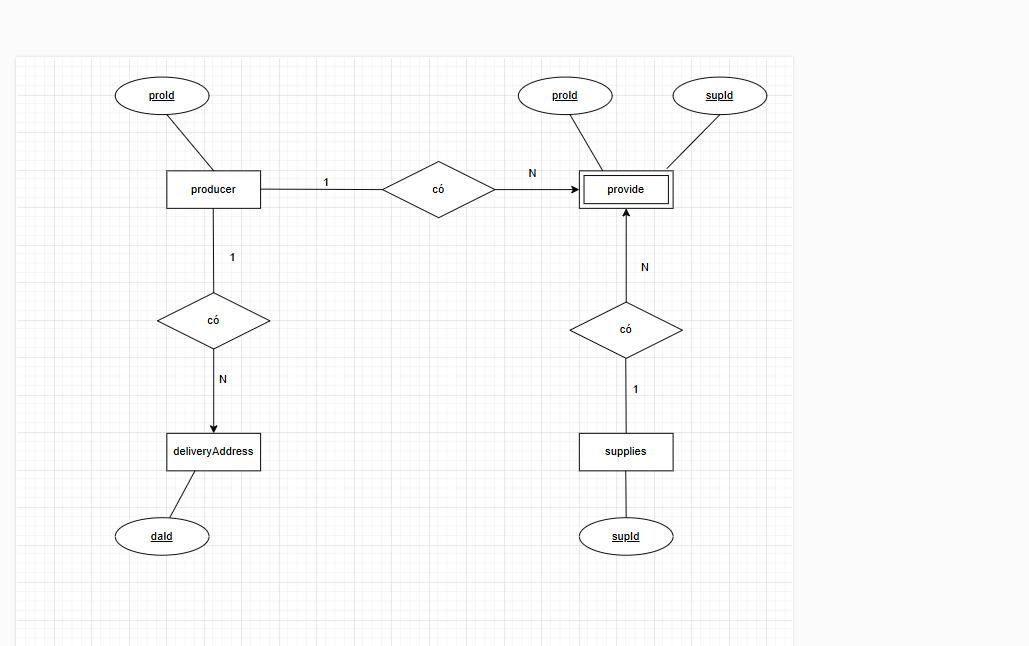 proId
proId
supId
producer
1
có
N
provide
1
N
có
có
N
1
deliveryAddress
supplies
daId
supId